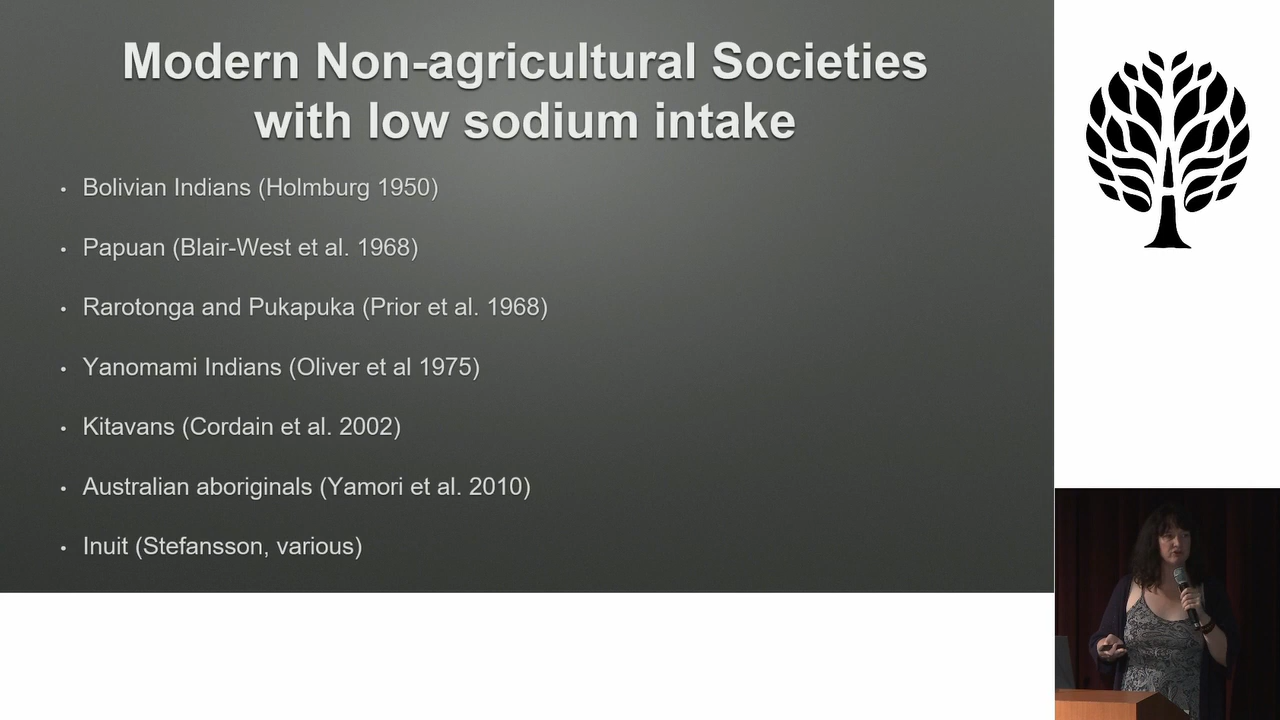 Modern Non-agricultural Societies
with low sodium intake
• Bolivian Indians (Holmburg 1950)
• Papuan (Blair-West et al. 1968)
• Rarotonga and Pukapuka (Prior et al. 1968)
• Yanomami Indians (Oliver et al 1975)
• Kitavans (Cordain et al. 2002)
• Australian aboriginals (Yamori et al. 2010)
• Inuit (Stefansson, various)